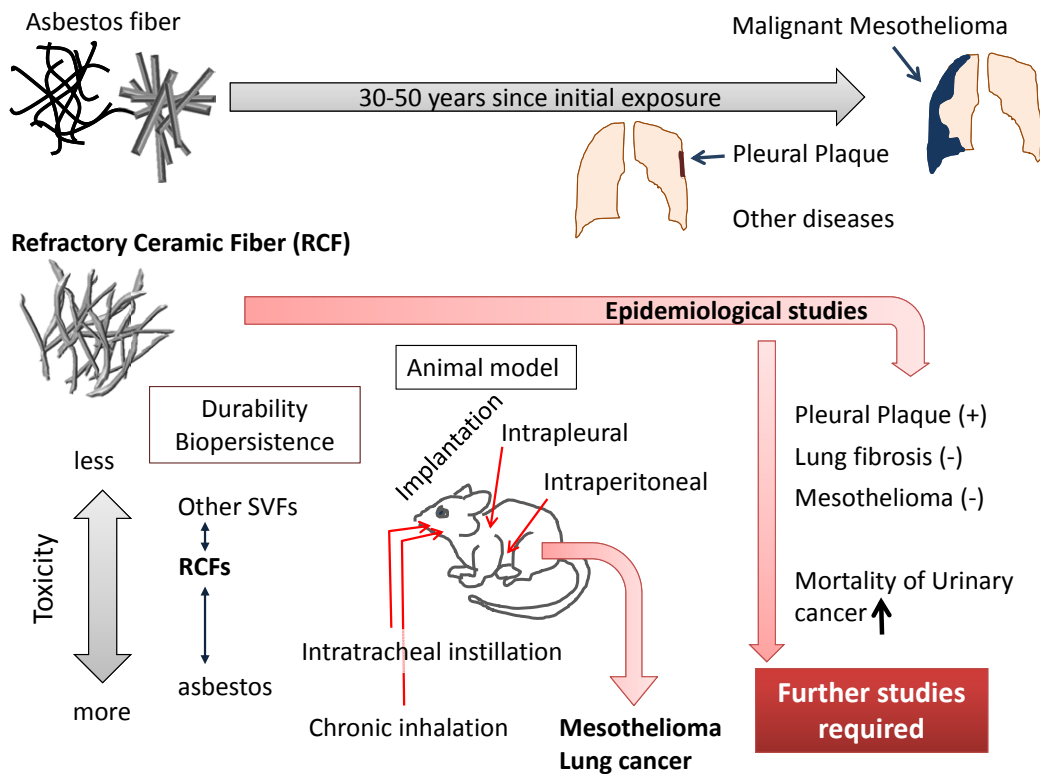 Asbestos fiber
Malignant Mesothelioma
30-50 years since initial exposure
Pleural Plaque
Other diseases
Refractory Ceramic Fiber (RCF)
Epidemiological studies
Animal model
Durability
Biopersistence
Implantation
Intrapleural
Intraperitoneal
Pleural Plaque (+)
Lung fibrosis (-)
Mesothelioma (-)
less
Toxicity
more
Other SVFs
RCFs
asbestos
Mortality of Urinary
cancer
Intratracheal instillation
Chronic inhalation
Mesothelioma
Lung cancer
Further studies
required